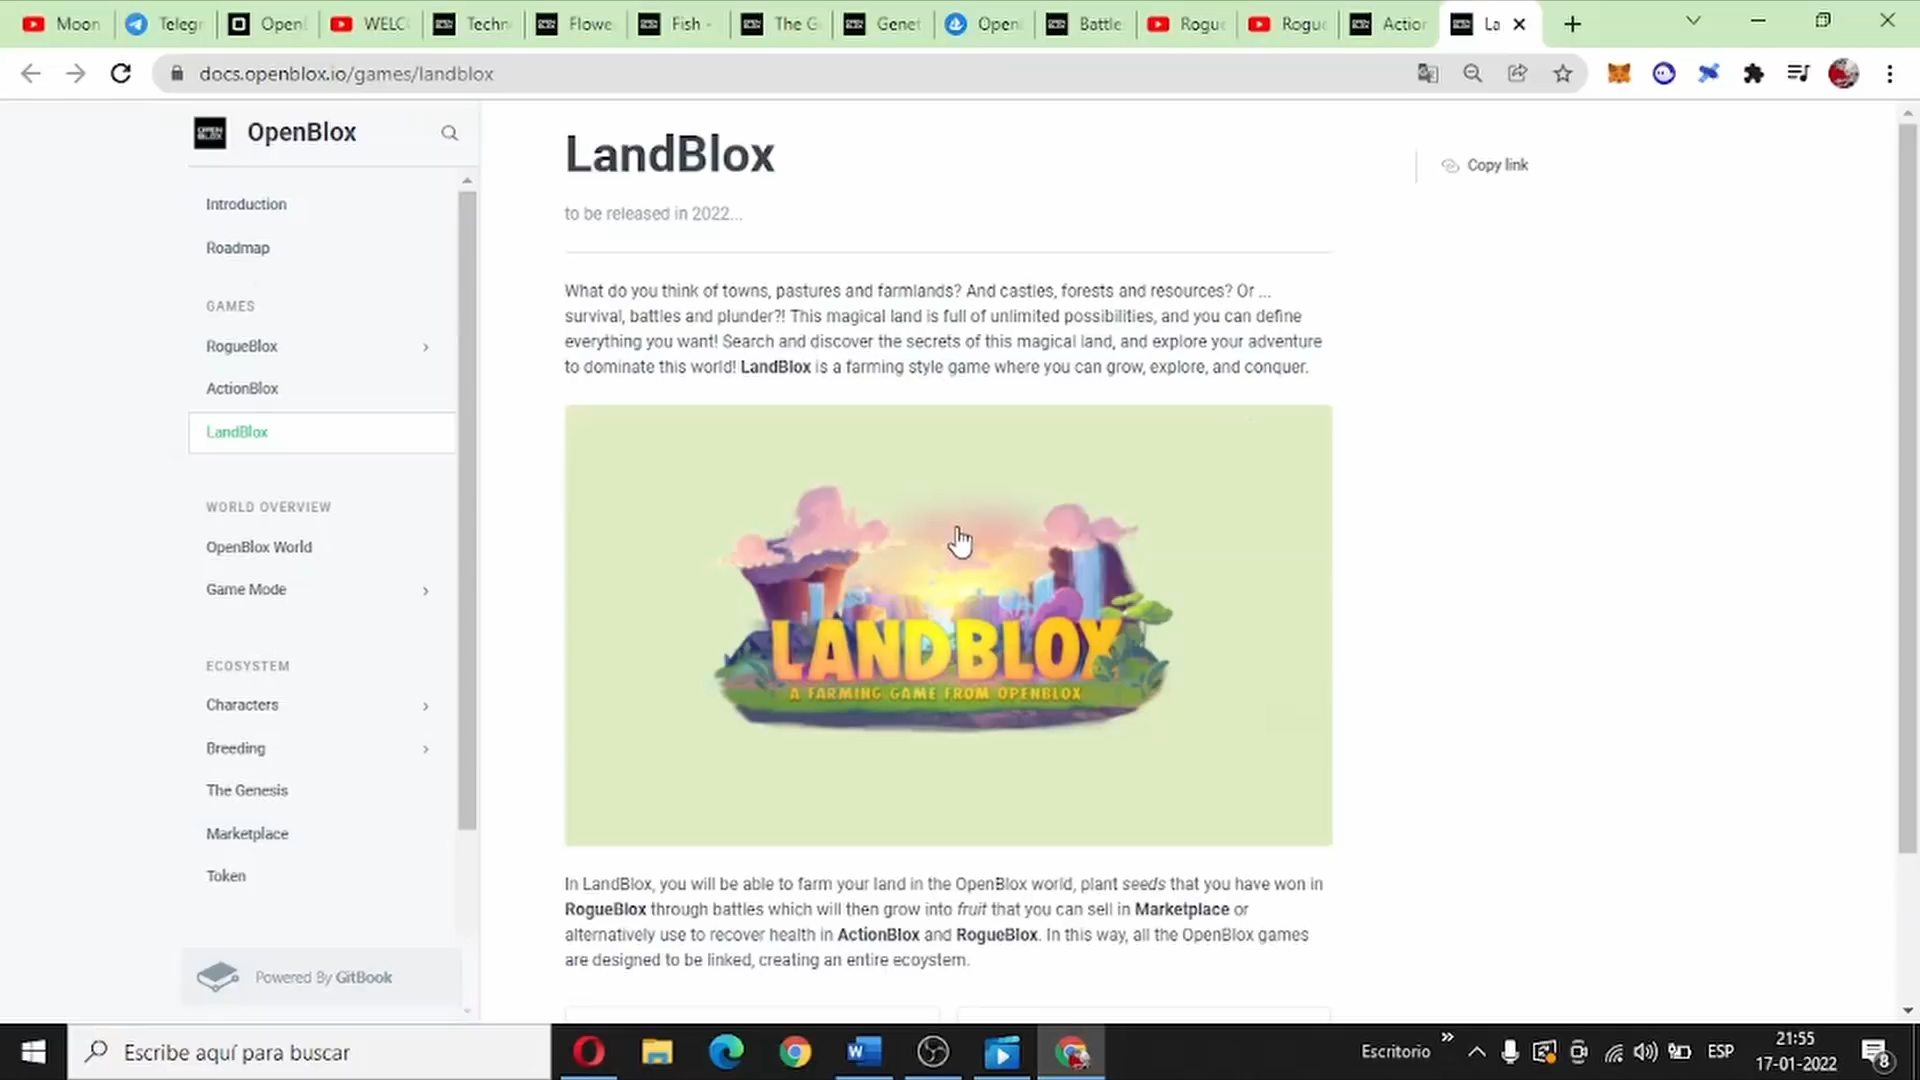 Moon
Telegr
Open
WELC
Techn
Flowe
Fish -
The G
Genet
Open
Battle
Rogue
Rogue
Action
La
docs.openblox.io/games/landblox
OpenBlox
Introduction
Roadmap
GAMES
RogueBlox
ActionBlox
LandBlox
WORLD OVERVIEW
OpenBlox World
Game Mode
ECOSYSTEM
Characters
Breeding
The Genesis
Marketplace
Token
Powered By GitBook
LandBlox
Copy link
to be released in 2022...
What do you think of towns, pastures and farmlands? And castles, forests and resources? Or ...
survival, battles and plunder?! This magical land is full of unlimited possibilities, and you can define
everything you want! Search and discover the secrets of this magical land, and explore your adventure
to dominate this world! LandBlox is a farming style game where you can grow, explore, and conquer.
LANDBLOX
A FARMING GAME FROM OPENBLOX
In LandBlox, you will be able to farm your land in the OpenBlox world, plant seeds that you have won in
RogueBlox through battles which will then grow into fruit that you can sell in Marketplace or
alternatively use to recover health in ActionBlox and RogueBlox. In this way, all the OpenBlox games
are designed to be linked, creating an entire ecosystem.
Escribe aquí para buscar
Escritorio
ESP
21:55
17-01-2022
8